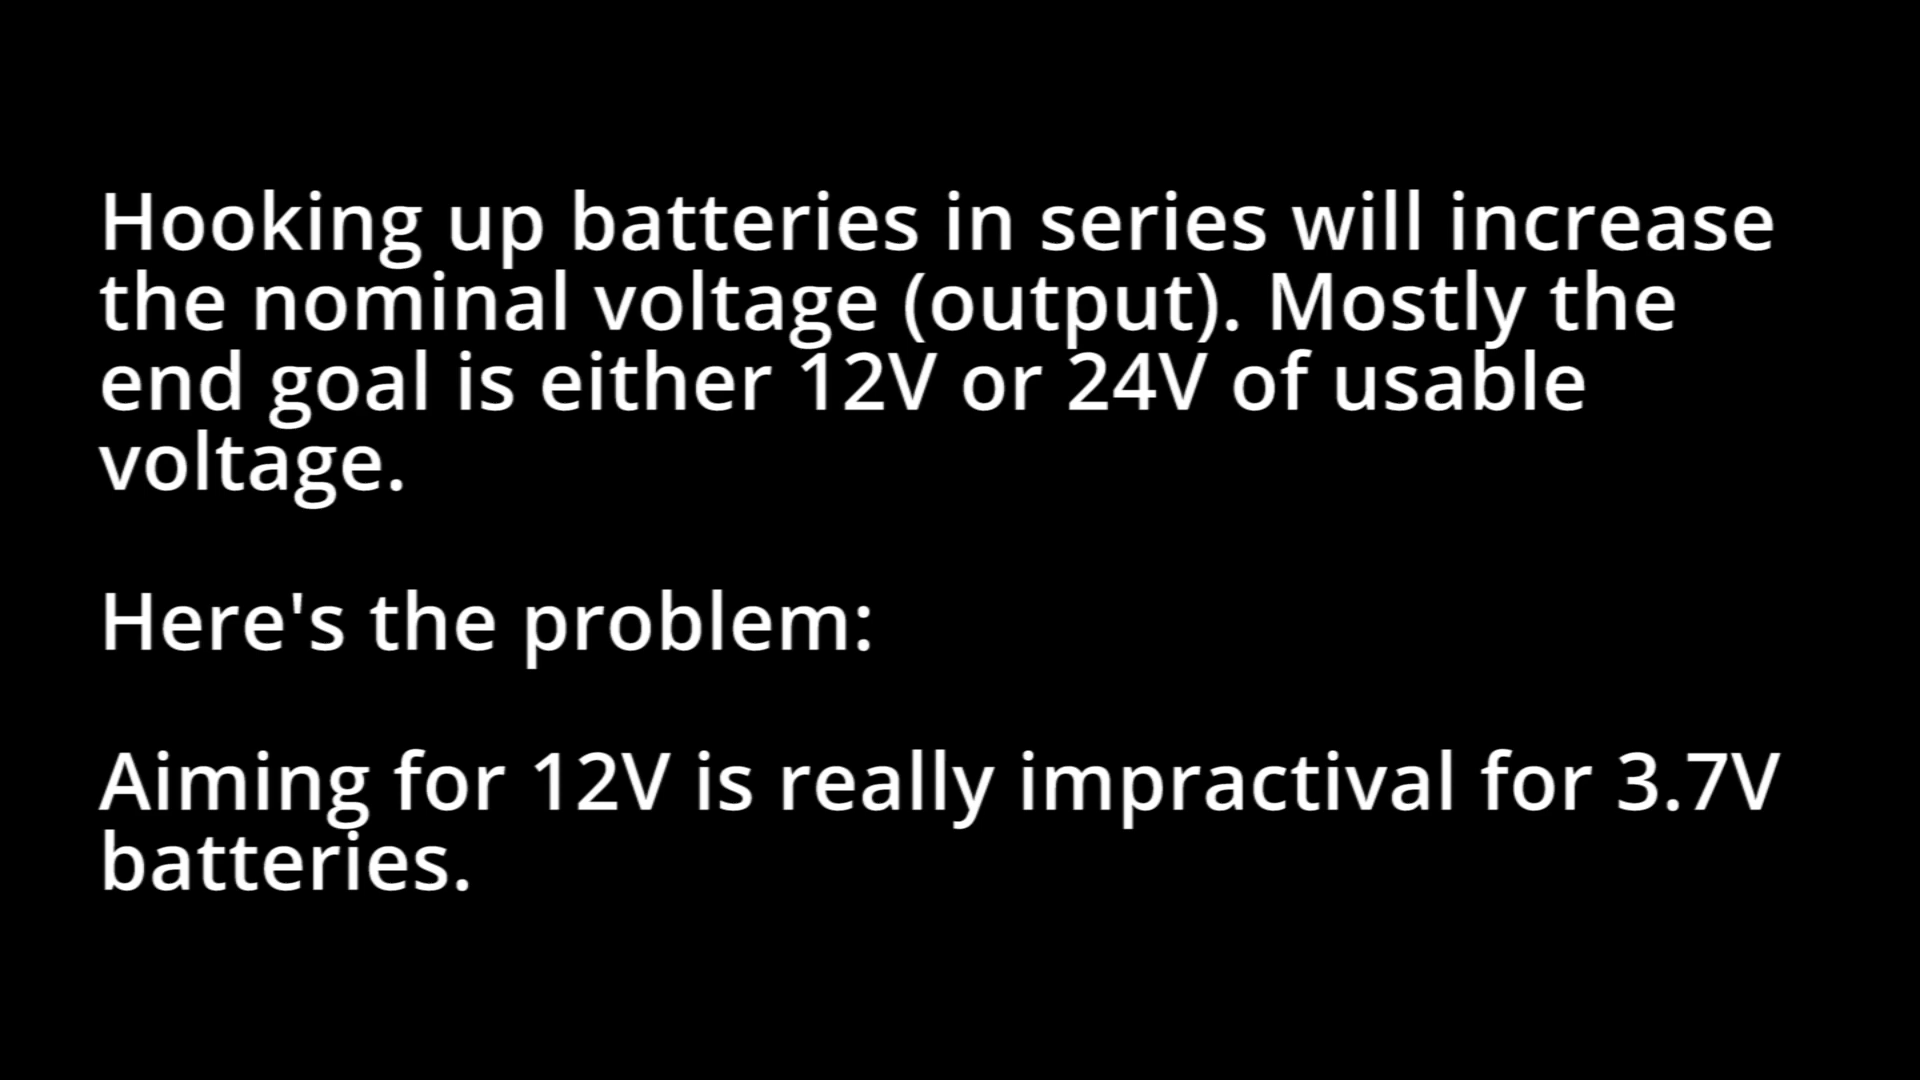 Hooking up batteries in series will increase
the nominal voltage (output). Mostly the
end goal is either 12V or 24V of usable
voltage.
Here's the problem:
Aiming for 12V is really impractival for 3.7V
batteries.